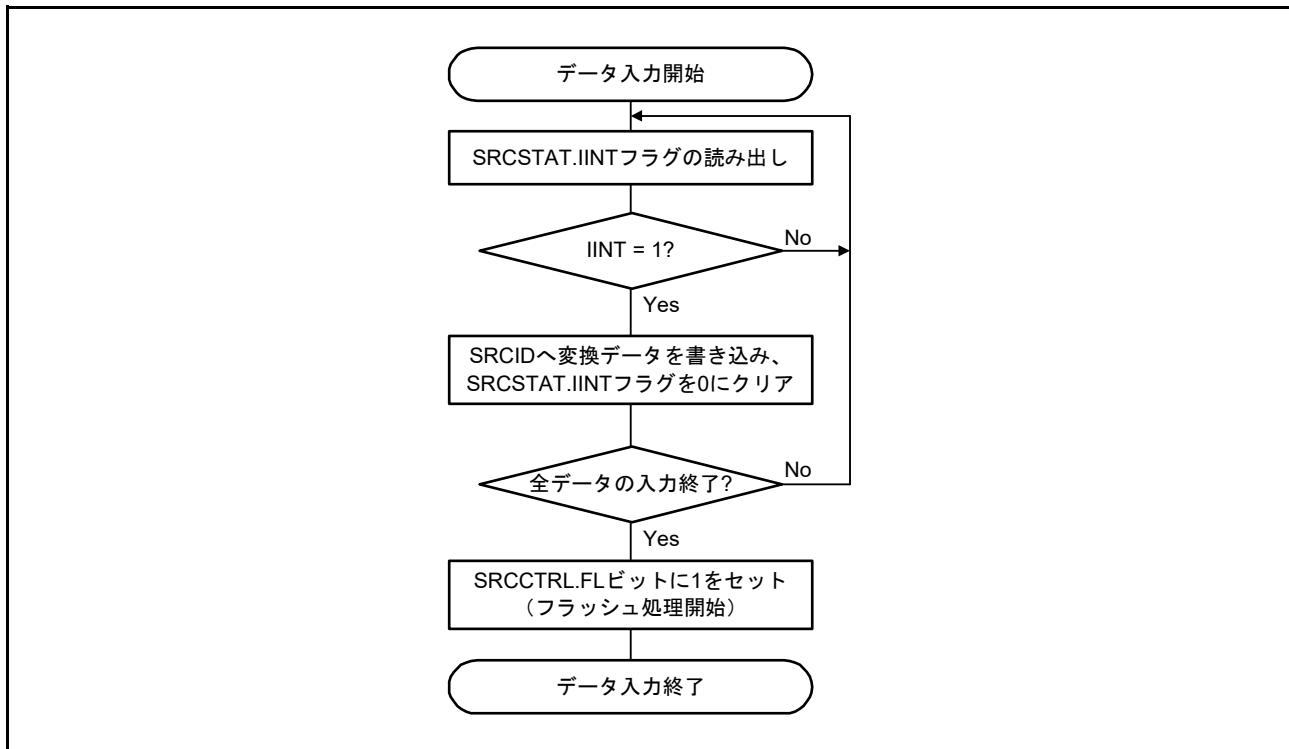 データ入力開始
SRCSTAT.IINTフラグの読み出し
IINT = 1?
No
Yes
SRCIDへ変換データを書き込み、
SRCSTAT.IINTフラグを0にクリア
全データの入力終了?
No
Yes
SRCCTRL.FLビットに1をセット
（フラッシュ処理開始）
データ入力終了